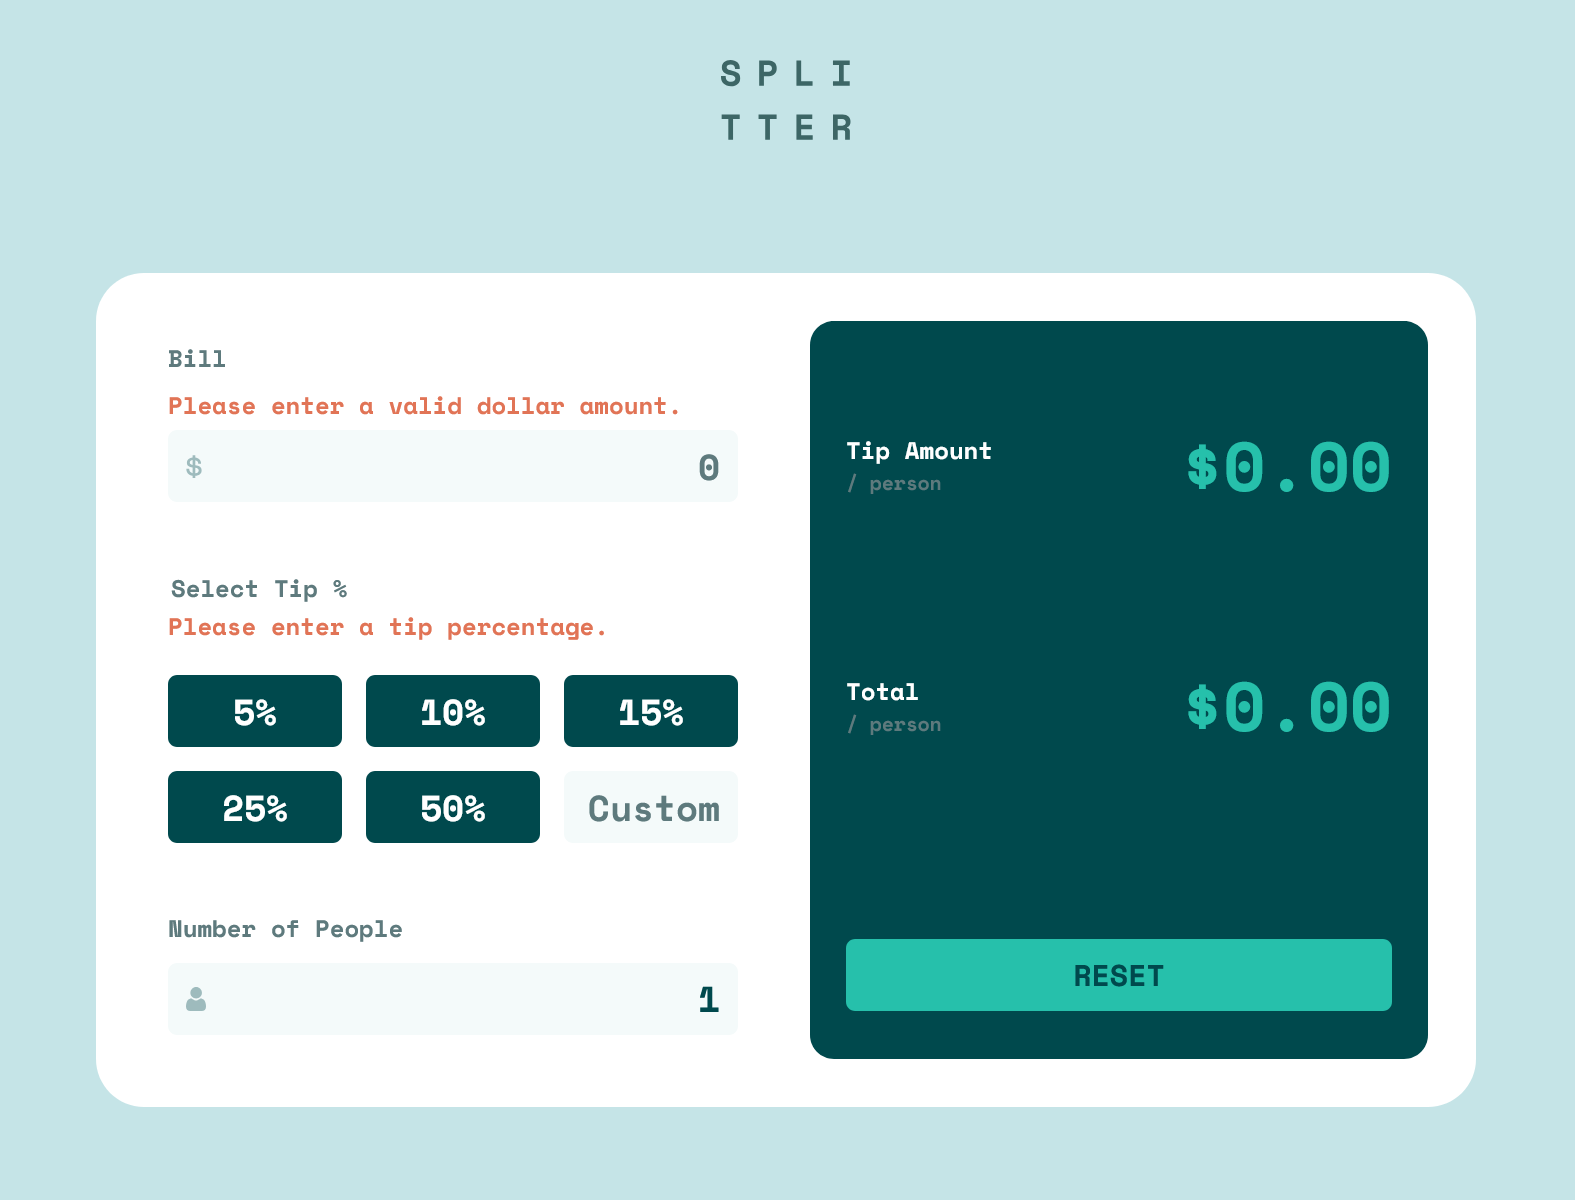 SPLI
TTER
Bill
Please enter a valid dollar amount.
$
0
Select Tip %
Please enter a tip percentage.
5%
10%
15%
25%
50%
Custom
Number of People
1
Tip Amount
/ person
$0.00
Total
/ person
$0.00
RESET